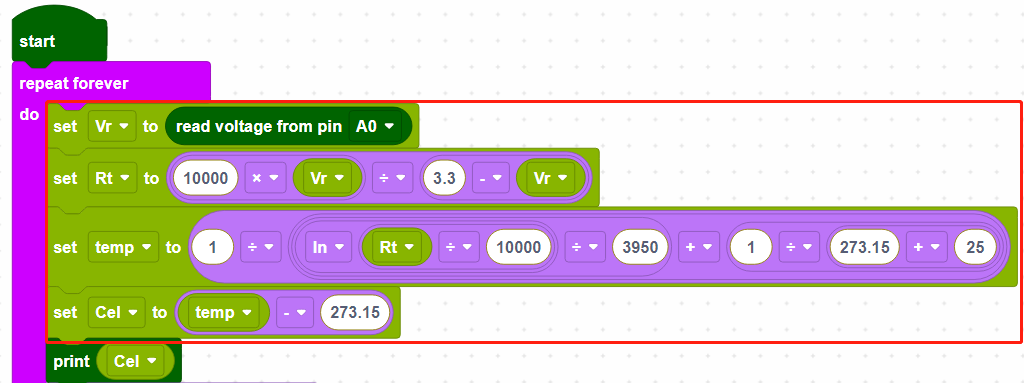 start
repeat forever
do set Vr to read voltage from pin A0
set Rt to 10000 × Vr ÷ 3.3 - Vr
set temp to 1 ÷ ln Rt ÷ 10000 ÷ 3950 + 1 ÷ 273.15 + 25
set Cel to temp - 273.15
print Cel